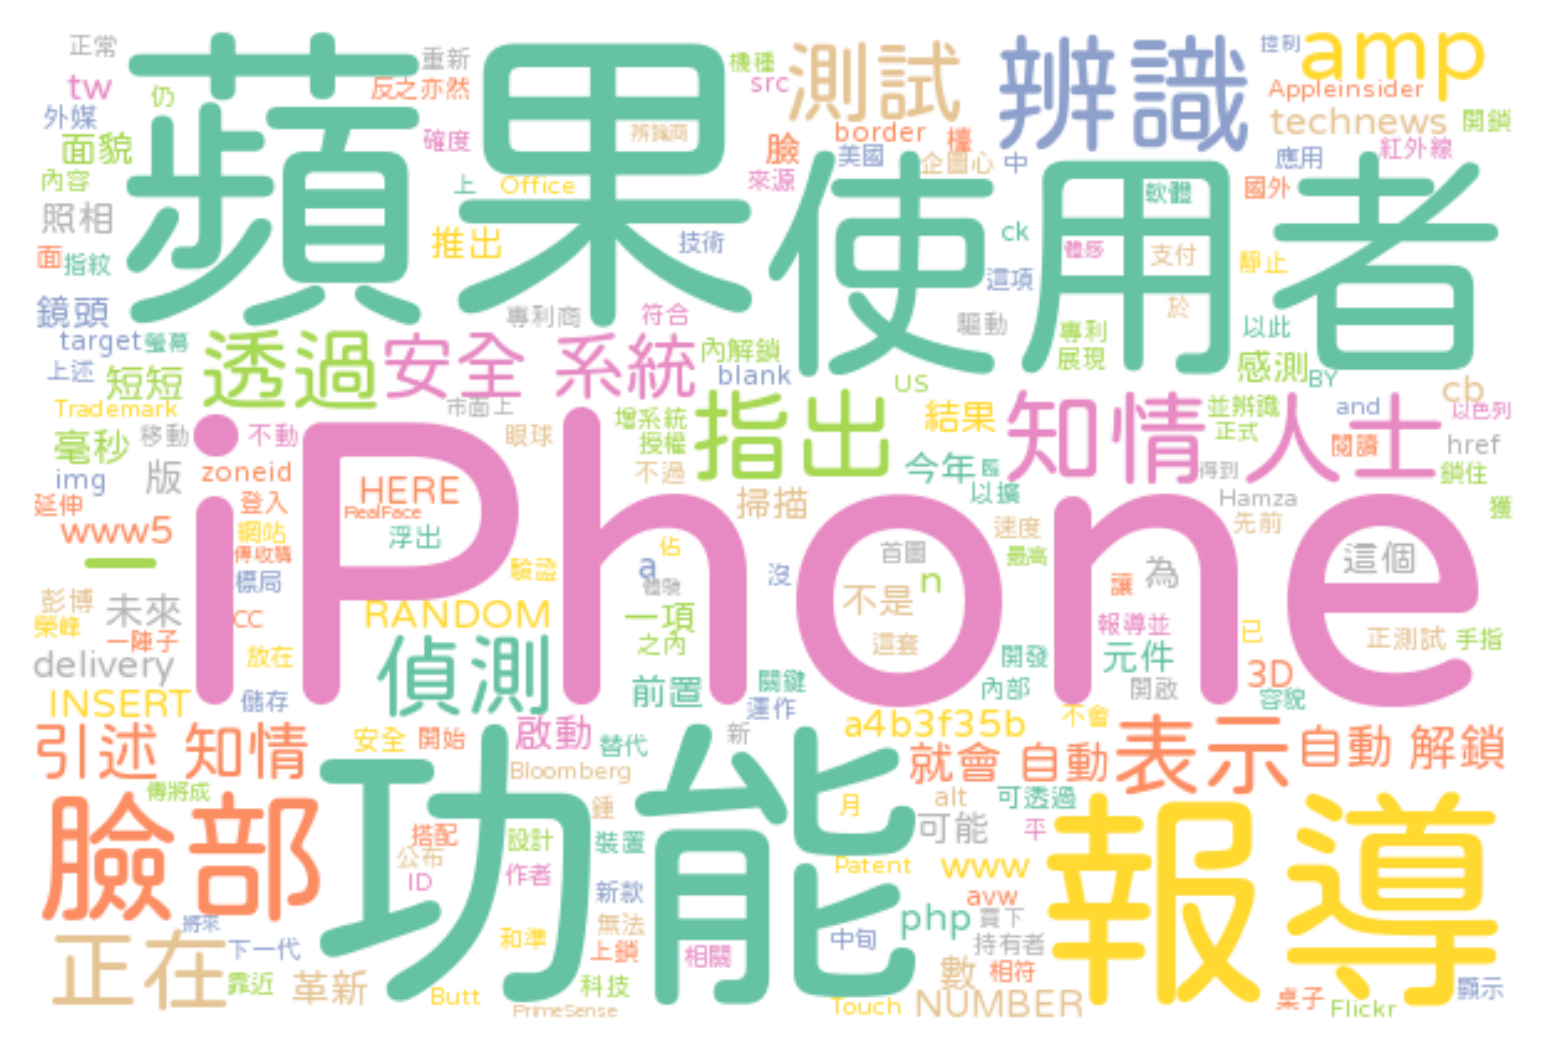 正常
tw
仍
外媒
面貌
內容
照相
面
指紋
鏡頭
蘋果
重新
反之亦然
確度
上
Office
推出
辨識商
技術
機種
src
測試
臉
border
檯
來源
美國
企圖心
中
辨識
控制
amp
Appleinsider
technews
開鎖
應用
紅外線
國外
使用者
軟體
體感
支付
ck
這項
靜止
於
以此
驅動
專利
展現
感測
BY
cb
專利商
符合
target
螢幕
上述
短短
透過
安全 系統
內解鎖
blank
US
Trademark
市面上
增系統
授權
指出
結果
知情人士
並辨識
正式
and
以色列
閱讀
href
毫秒
移動
不動
眼球
不過
今年
以擴
得到
鎖住
img
版
zoneid
HERE
RealFace
掃描
Hamza
獲
延伸
登入
iPhone
www5
網站
傳收購
浮出
速度
先前
一
標局
驗證
佔
a
體驗
沒
首圖
n
最高
讓
為
這個
彭博
榮峰
未來
CC
RANDOM
一項
不是
報導並
已
正測試
手指
一陣子
放在
之內
這套
開發
元件
3D
delivery
偵測
前置
關鍵
內部
開啟
容貌
INSERT
儲存
運作
a4b3f35b
不會
引述 知情
安全
開始
啟動
替代
新
就會 自動
表示
自動 解鎖
傳將成
Bloomberg
功能
鍾
月
alt
可透過
臉部
搭配
設計
裝置
可能
平
報導
公布
ID
作者
新款
Patent
www
avw
將來
無法
php
買下
正在
下一代
和準
上鎖
相關
中旬
持有者
靠近
革新
科技
數
相符
顯示
Butt
PrimeSense
Touch
NUMBER
桌子
Flickr